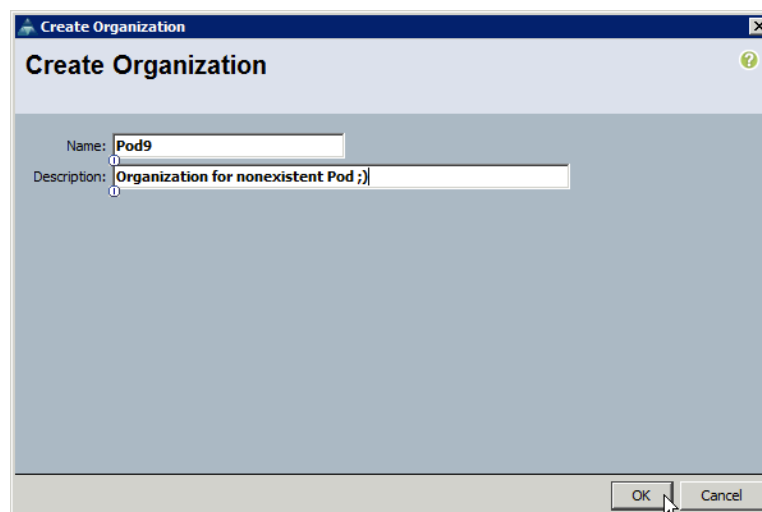 Create Organization
Create Organization
Name: Pod9
Description: Organization for nonexistent Pod ;)
OK Cancel